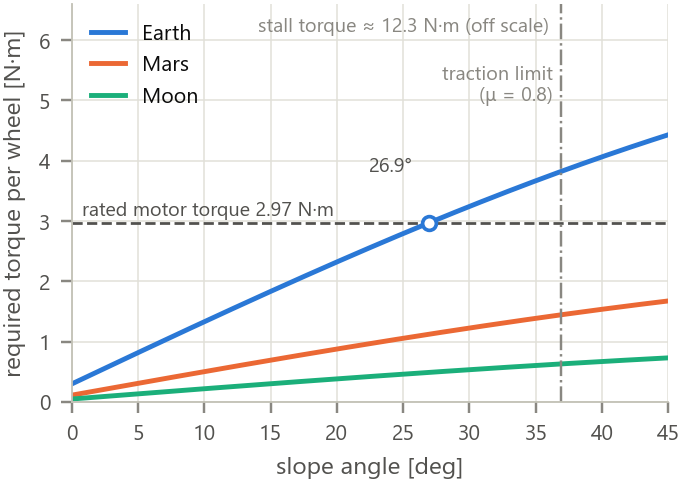 stall torque ≈ 12.3 N·m (off scale)
Earth
Mars
Moon
traction limit
(μ = 0.8)
26.9°
rated motor torque 2.97 N·m
required torque per wheel [N·m]
6
5
4
3
2
1
0
0 5 10 15 20 25 30 35 40 45
slope angle [deg]